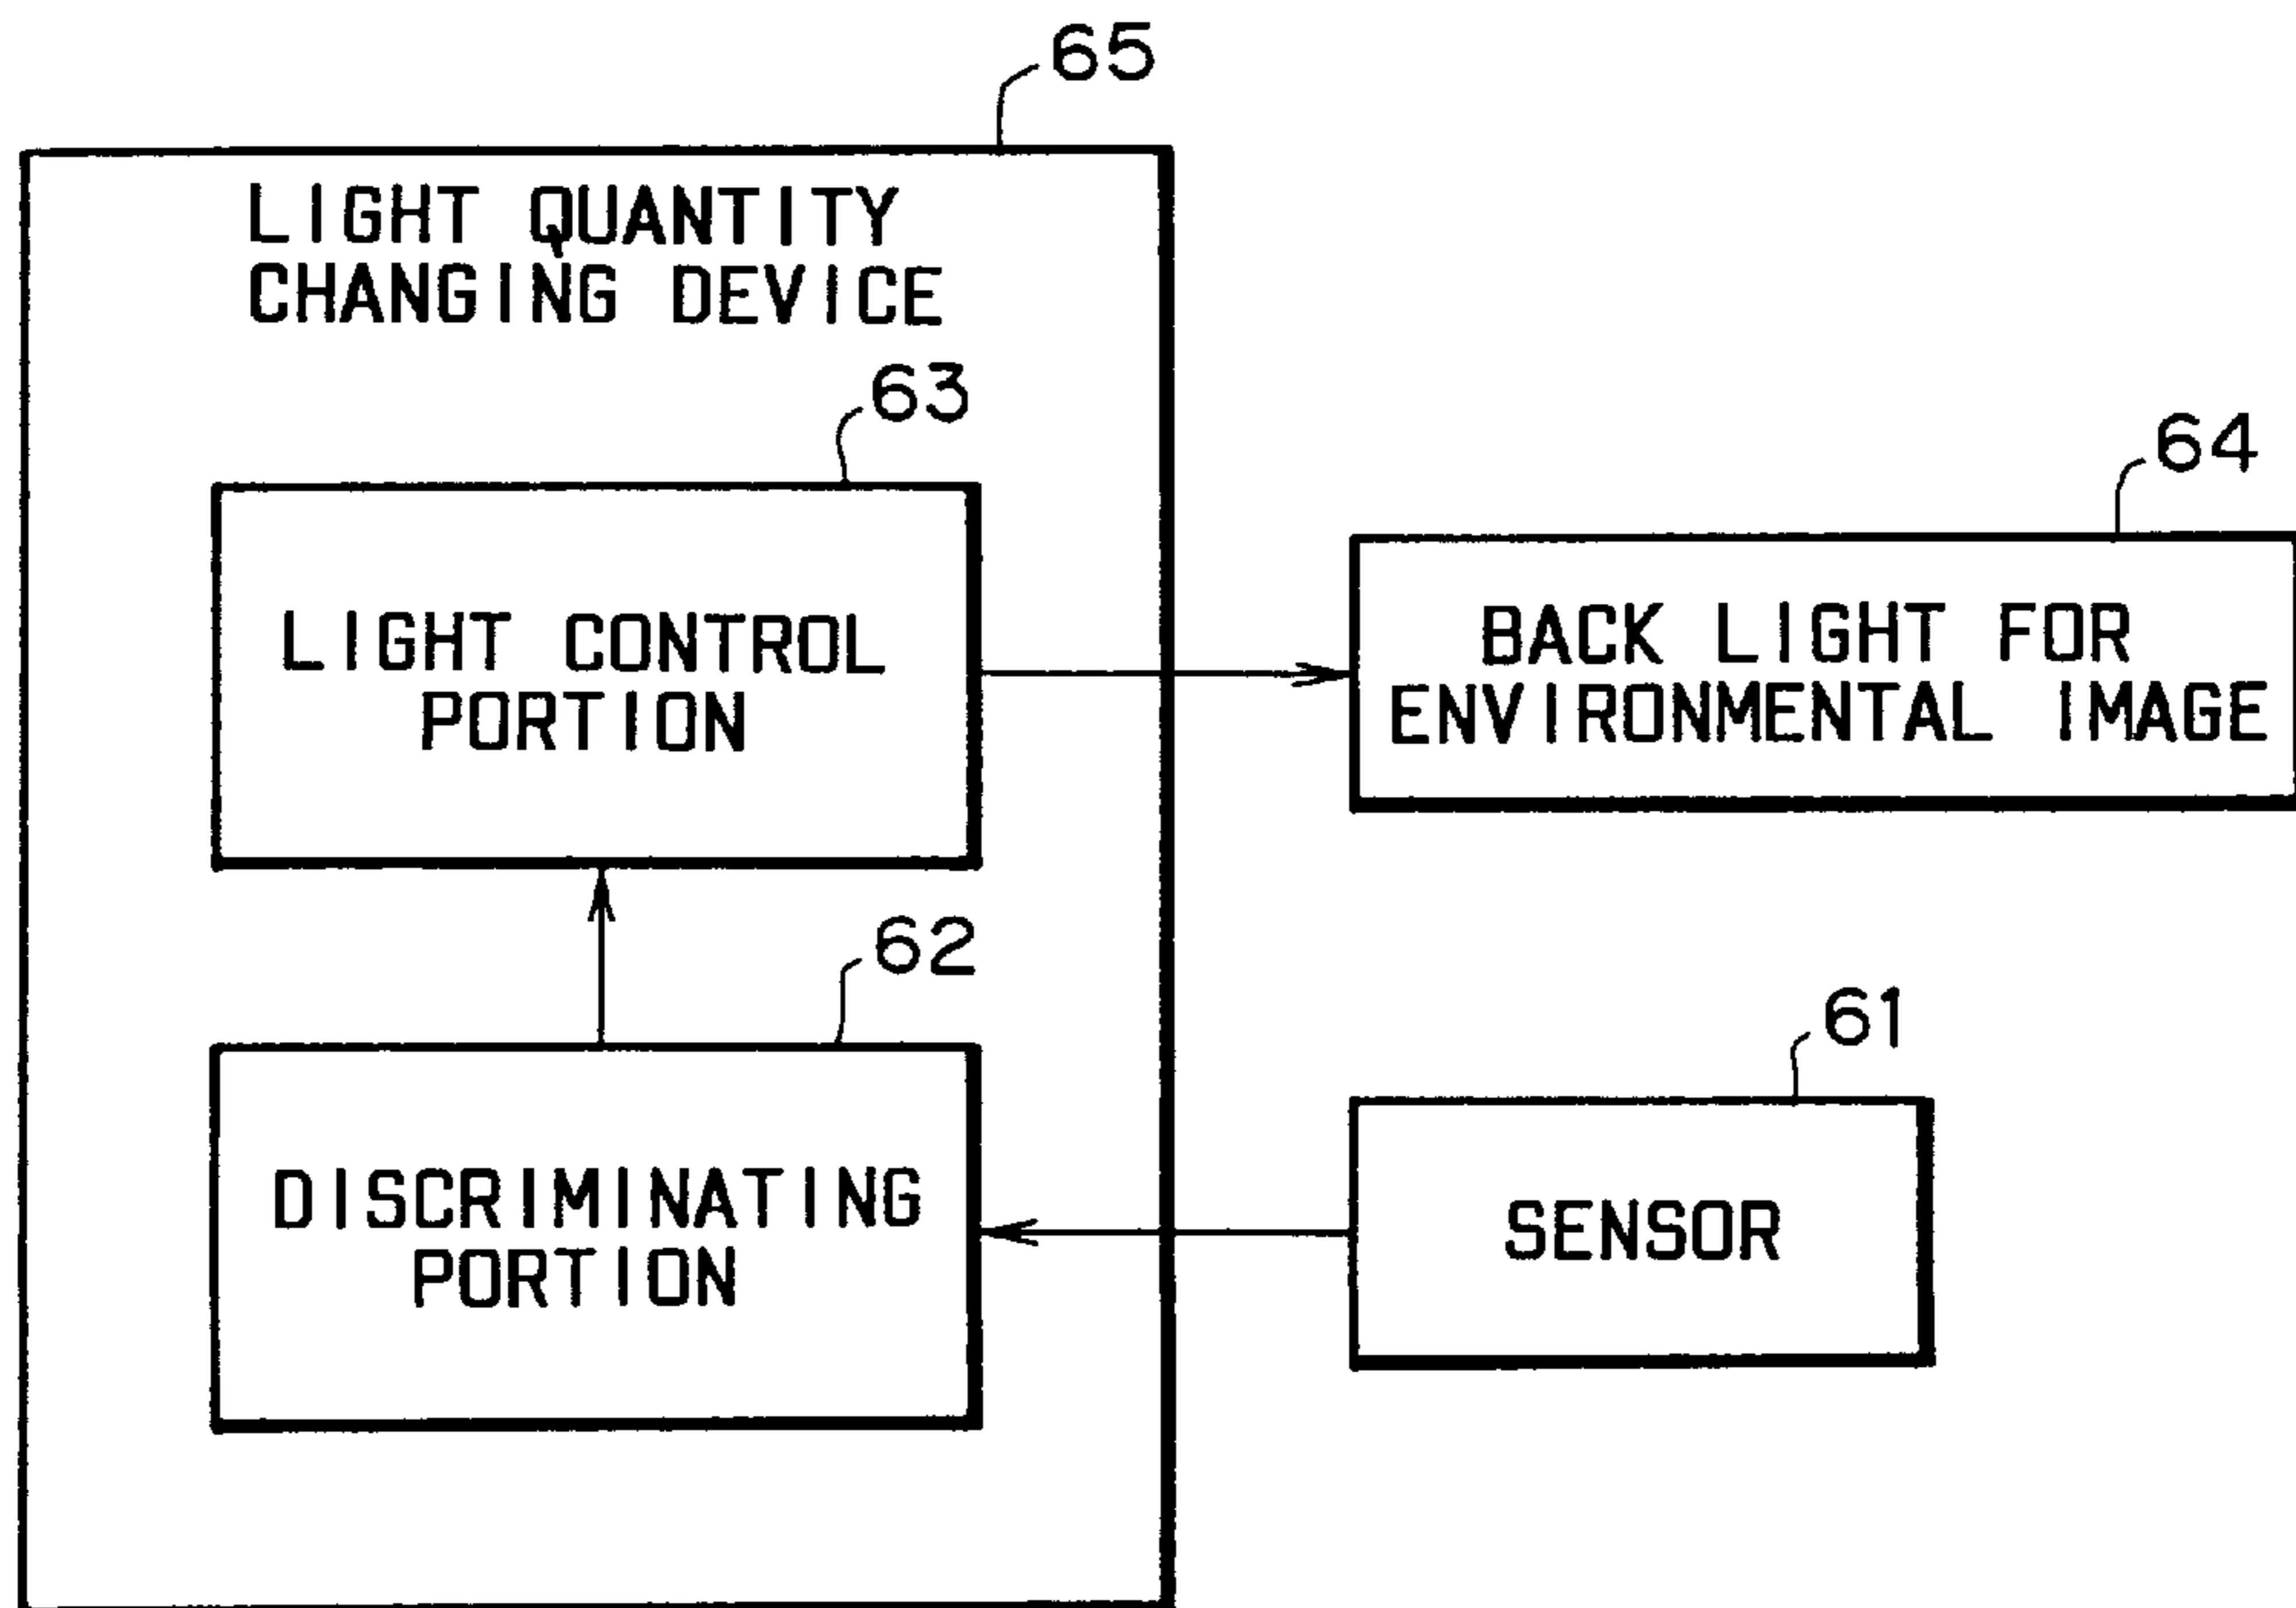 65
LIGHT QUANTITY
CHANGING DEVICE
63
LIGHT CONTROL
PORTION
64
BACK LIGHT FOR
ENVIRONMENTAL IMAGE
62
DISCRIMINATING
PORTION
61
SENSOR